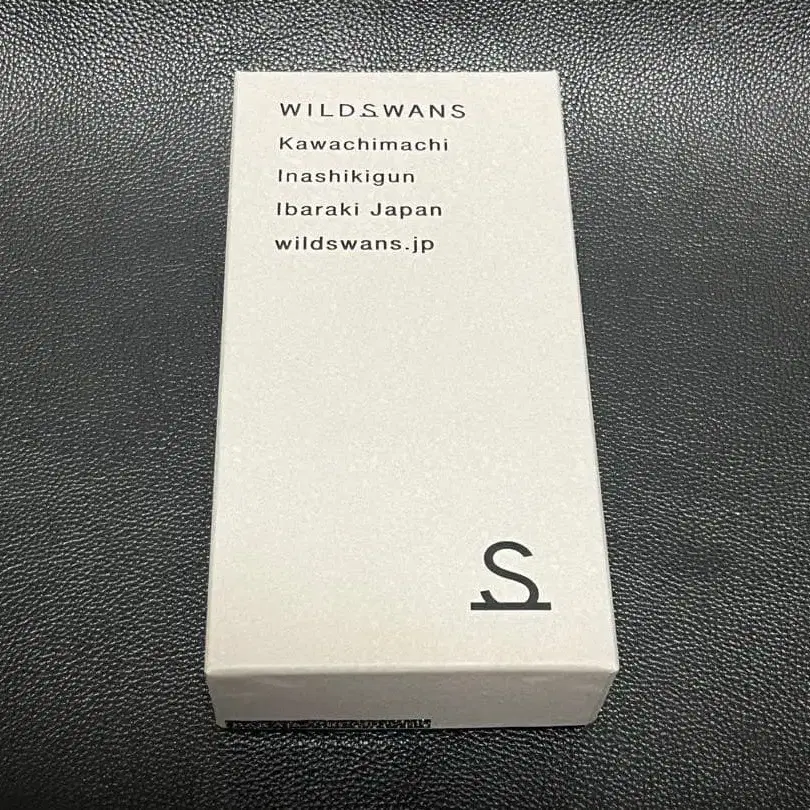 WILDSWANS
Kawachimachi
Inashikigun
Ibaraki Japan
wildswans.jp
S